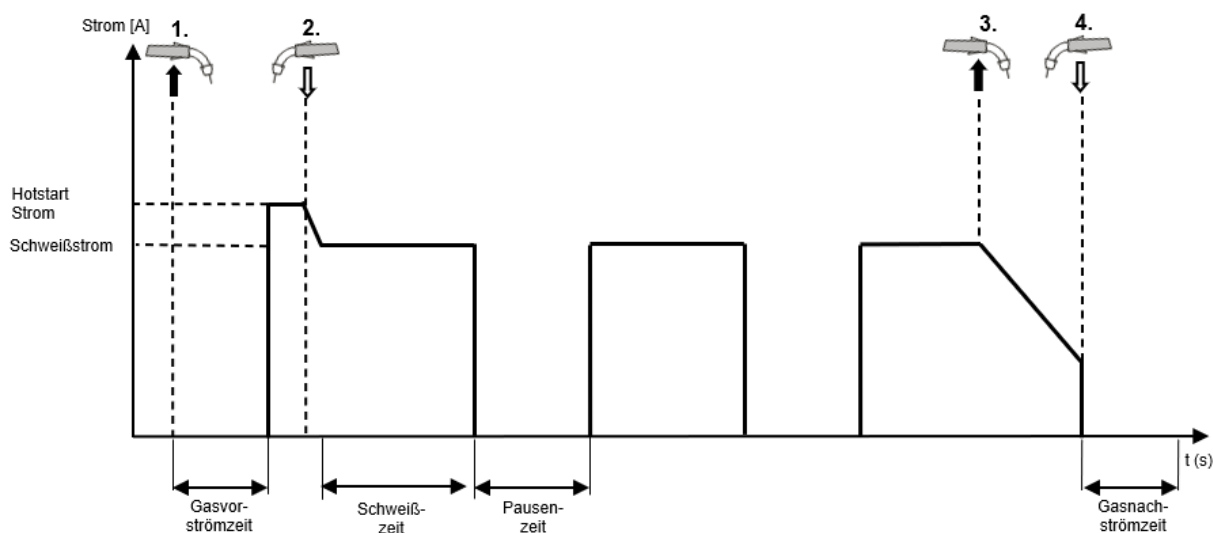 Strom [A]
1.
2.
3.
4.
Hotstart
Strom
Schweißstrom
t (s)
Gasvor-
strömzeit
Schweiß-
zeit
Pausen-
zeit
Gasnach-
strömzeit